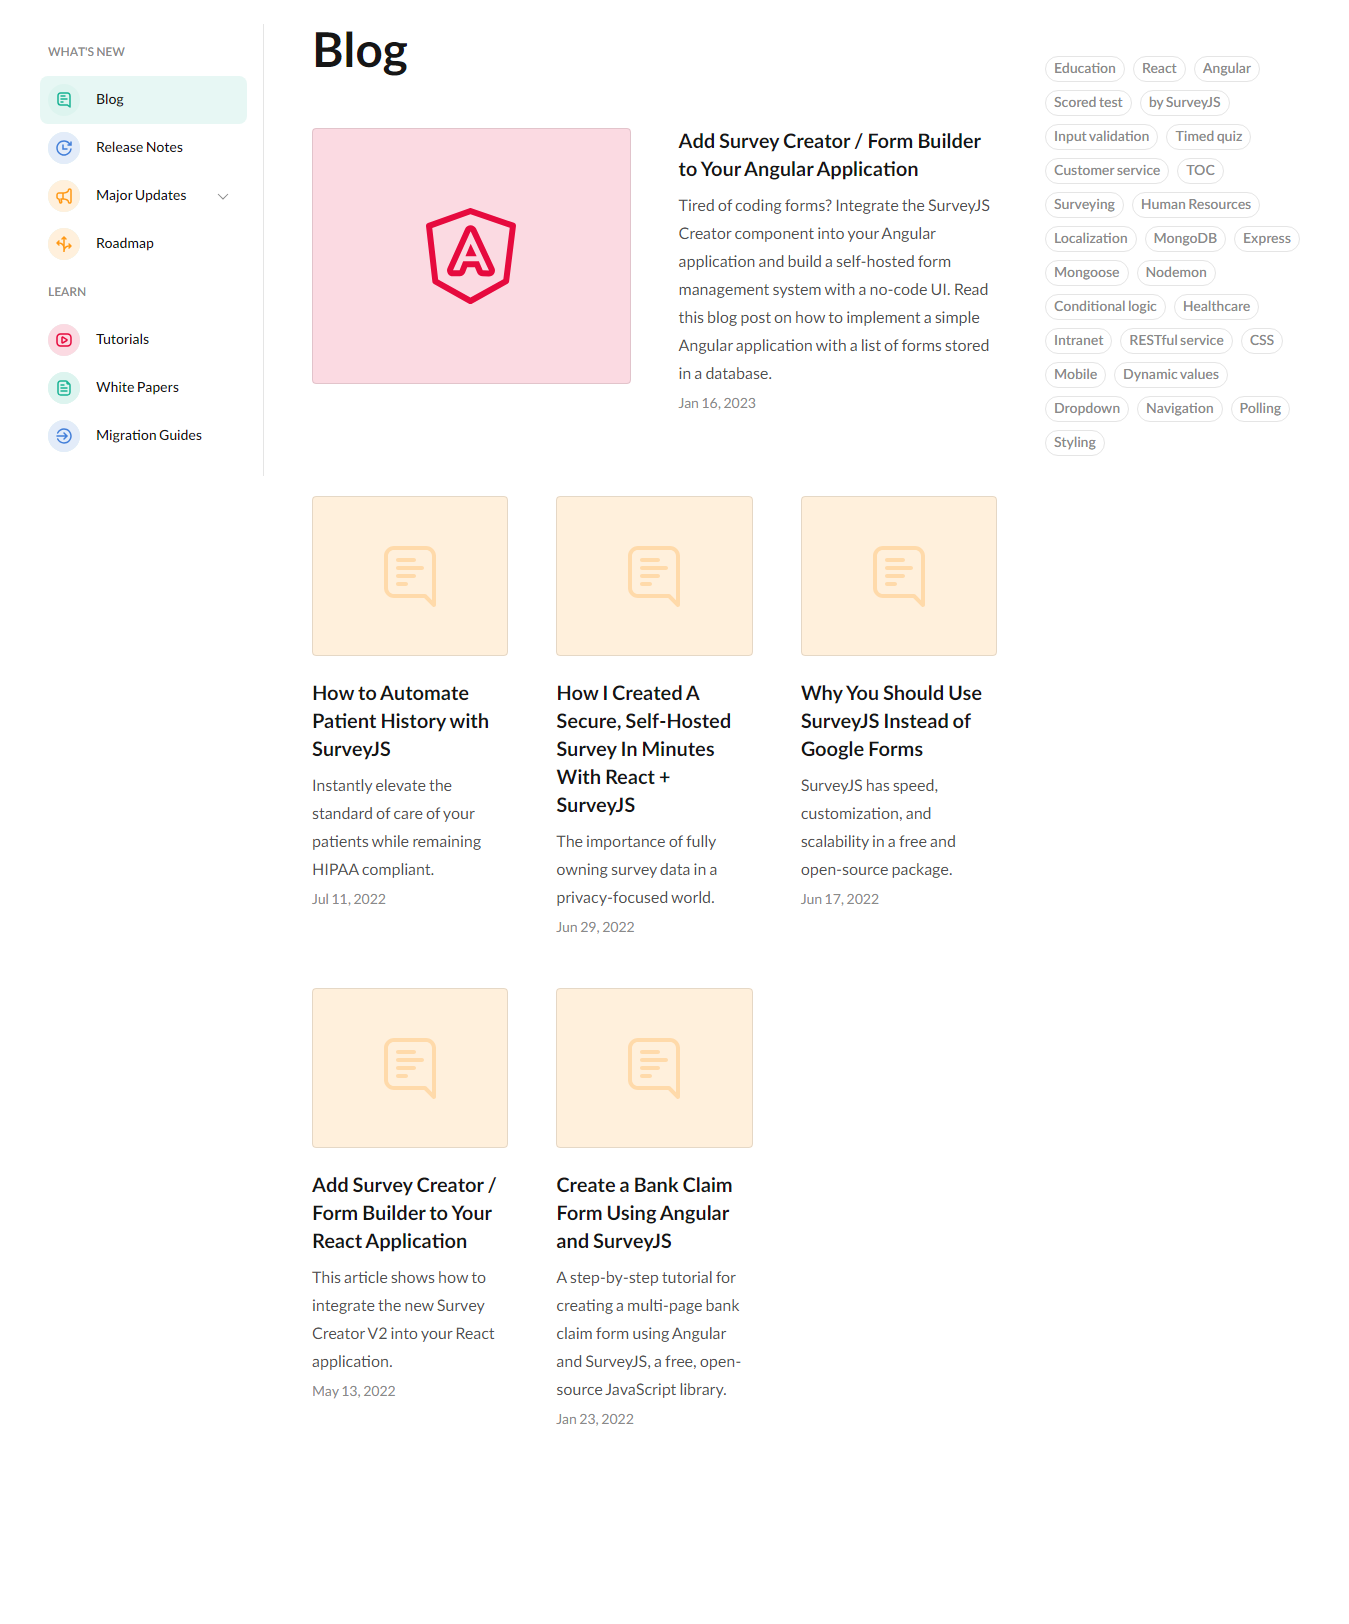 WHAT'S NEW
Blog
Release Notes
Major Updates
Roadmap
LEARN
Tutorials
White Papers
Migration Guides
Blog
Add Survey Creator / Form Builder
to Your Angular Application
Tired of coding forms? Integrate the SurveyJS
Creator component into your Angular
application and build a self-hosted form
management system with a no-code UI. Read
this blog post on how to implement a simple
Angular application with a list of forms stored
in a database.
Jan 16, 2023
How to Automate
Patient History with
SurveyJS
Instantly elevate the
standard of care of your
patients while remaining
HIPAA compliant.
Jul 11, 2022
How I Created A
Secure, Self-Hosted
Survey In Minutes
With React +
SurveyJS
The importance of fully
owning survey data in a
privacy-focused world.
Jun 29, 2022
Why You Should Use
SurveyJS Instead of
Google Forms
SurveyJS has speed,
customization, and
scalability in a free and
open-source package.
Jun 17, 2022
Add Survey Creator /
Form Builder to Your
React Application
This article shows how to
integrate the new Survey
Creator V2 into your React
application.
May 13, 2022
Create a Bank Claim
Form Using Angular
and SurveyJS
A step-by-step tutorial for
creating a multi-page bank
claim form using Angular
and SurveyJS, a free, open-
source JavaScript library.
Jan 23, 2022
Education React Angular
Scored test by SurveyJS
Input validation Timed quiz
Customer service TOC
Surveying Human Resources
Localization MongoDB Express
Mongoose Nodemon
Conditional logic Healthcare
Intranet RESTful service CSS
Mobile Dynamic values
Dropdown Navigation Polling
Styling